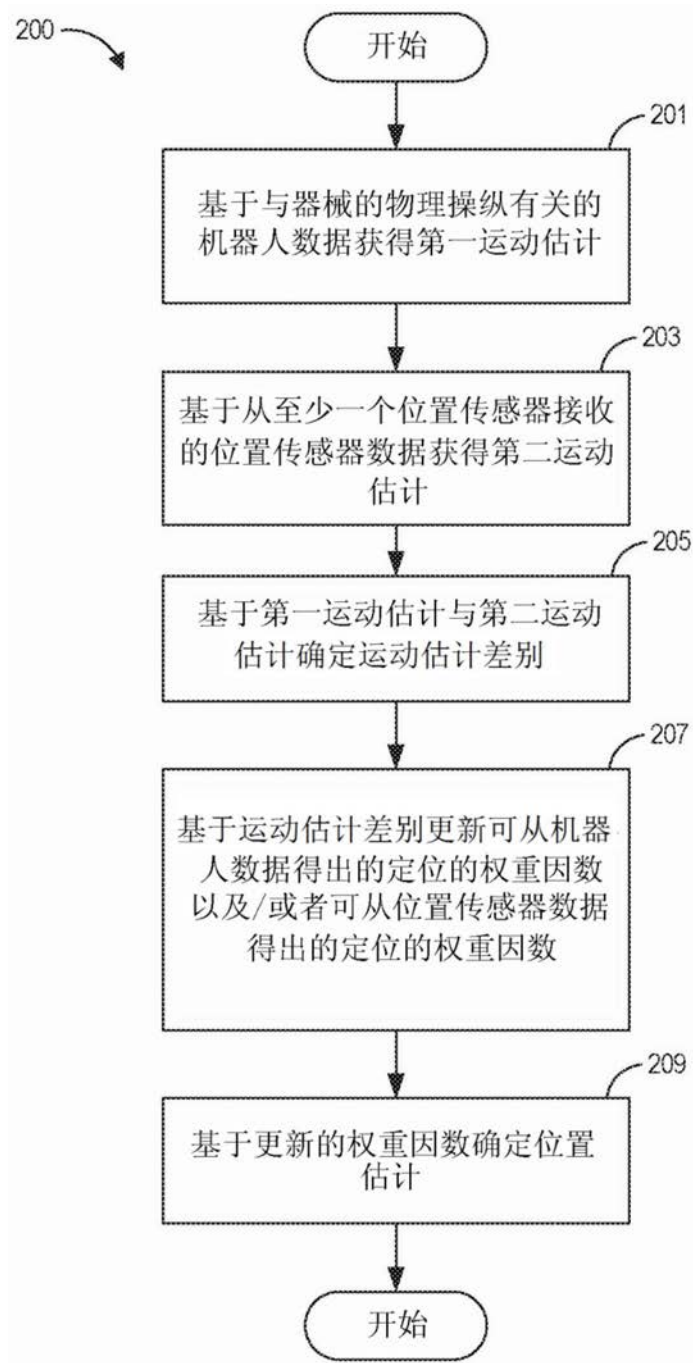 200
开始
201
基于与器械的物理操纵有关的
机器人数据获得第一运动估计
203
基于从至少一个位置传感器接收
的位置传感器数据获得第二运动
估计
205
基于第一运动估计与第二运动
估计确定运动估计差别
207
基于运动估计差别更新可从机器
人数据得出的定位的权重因数
以及/或者可从位置传感器数据
得出的定位的权重因数
209
基于更新的权重因数确定位置
估计
开始